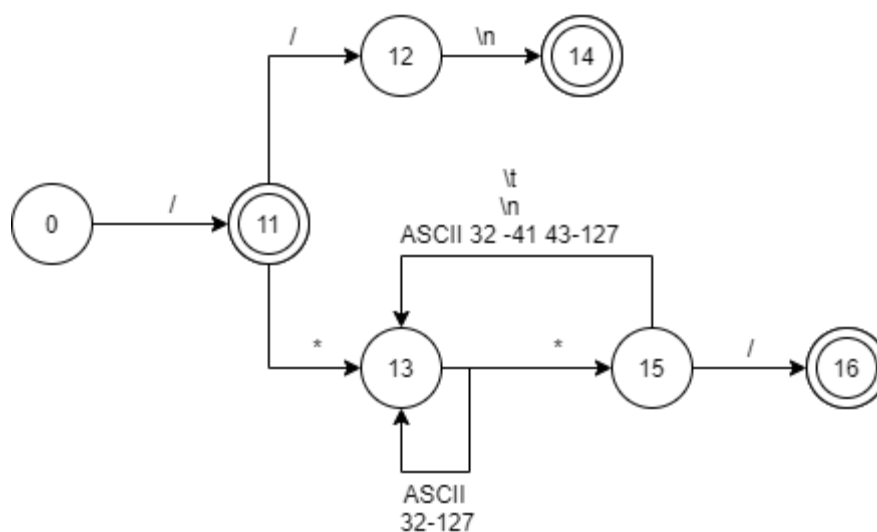 /
12
\n
14
0
/
11
\t
\n
ASCII 32 -41 43-127
*
13
*
15
/
16
ASCII
32-127